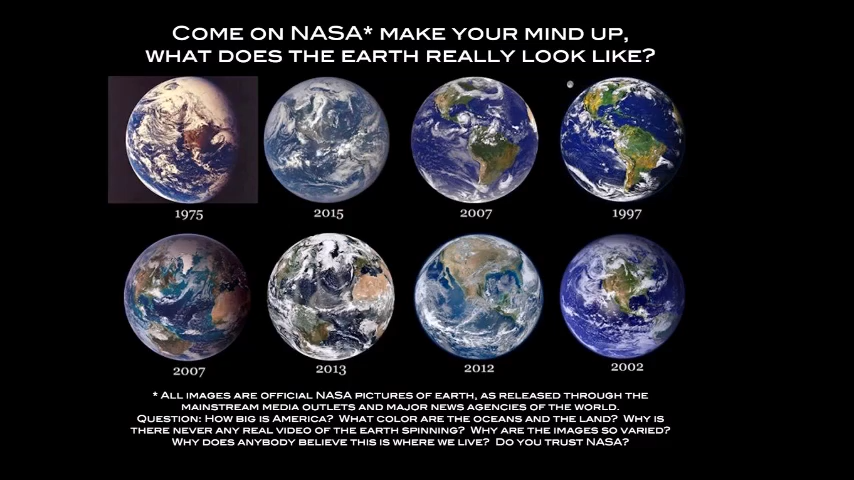 Come on NASA* make your mind up,
what does the earth really look like?
1975
2015
2007
1997
2007
2013
2012
2002
* All images are official NASA pictures of earth, as released through the
mainstream media outlets and major news agencies of the world.
Question: How big is America? What color are the oceans and the land? Why is
there never any real video of the earth spinning? Why are the images so varied?
Why does anybody believe this is where we live? Do you trust NASA?